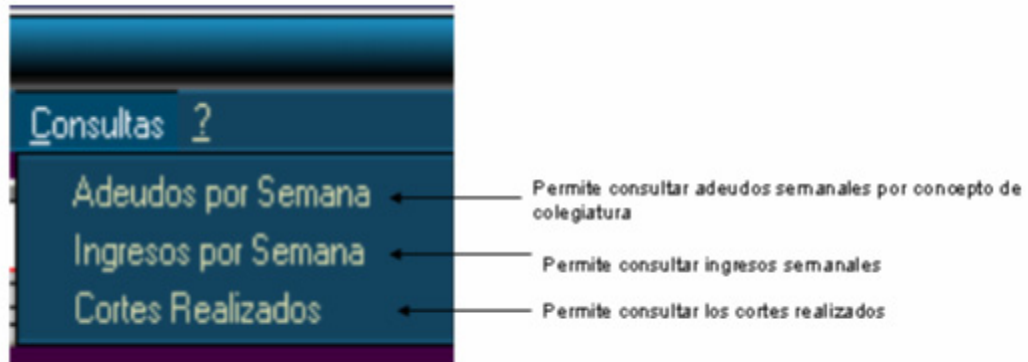 Consultas ?
Adeudos por Semana
Permite consultar adeudos semanales por concepto de
colegiatura
Ingresos por Semana
Permite consultar ingresos semanales
Cortes Realizados
Permite consultar los cortes realizados